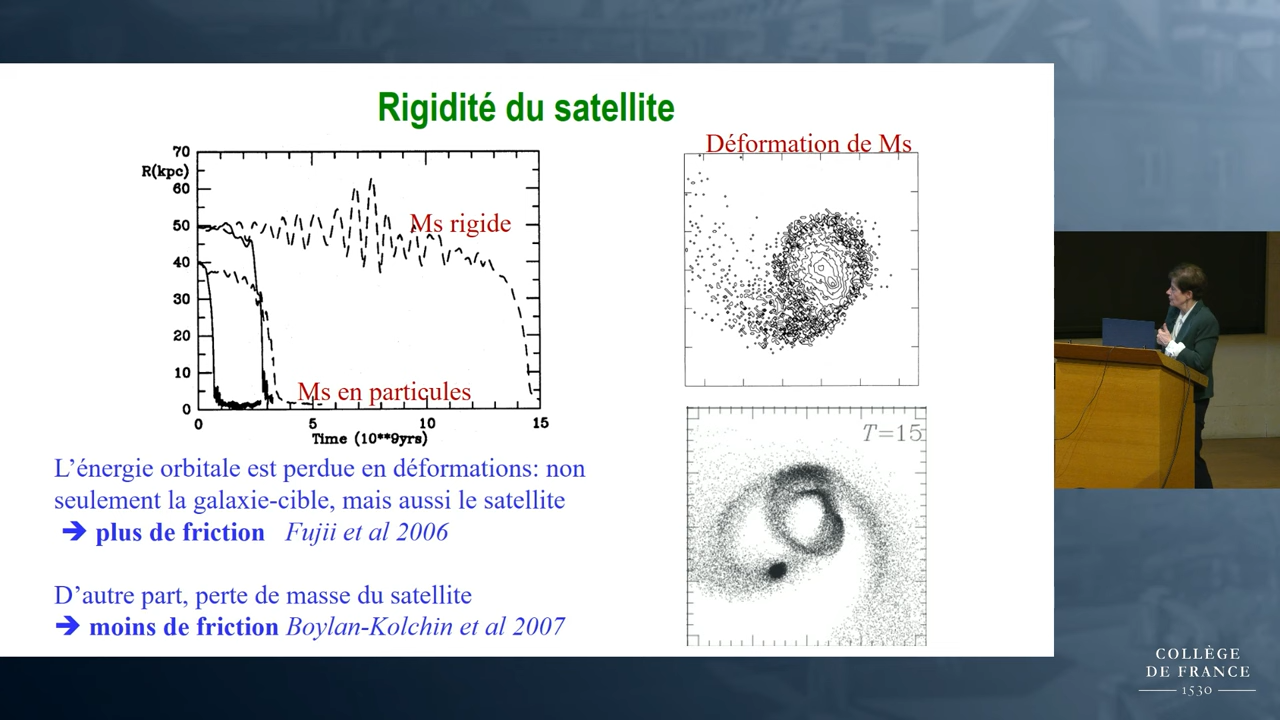 Rigidité du satellite
70
R(kpc)
60
50
40
30
20
10
0
Ms rigide
Ms en particules
0
5
10
15
Time (10**9yrs)
Déformation de Ms
T=15
L'énergie orbitale est perdue en déformations: non
seulement la galaxie-cible, mais aussi le satellite
➔ plus de friction Fujii et al 2006
D'autre part, perte de masse du satellite
➔ moins de friction Boylan-Kolchin et al 2007
COLLÈGE
DE FRANCE
1530